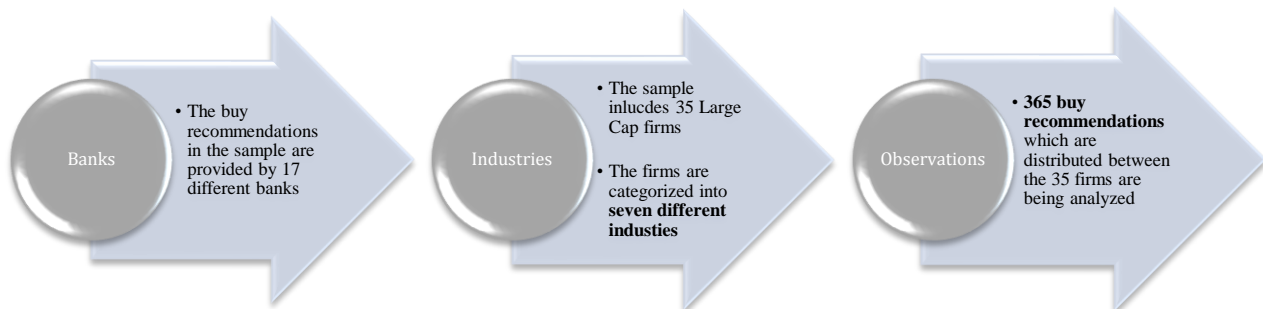 Banks
• The buy
recommendations
in the sample are
provided by 17
different banks
Industries
• The sample
inlucdes 35 Large
Cap firms
• The firms are
categorized into
seven different
industies
Observations
• 365 buy
recommendations
which are
distributed between
the 35 firms are
being analyzed